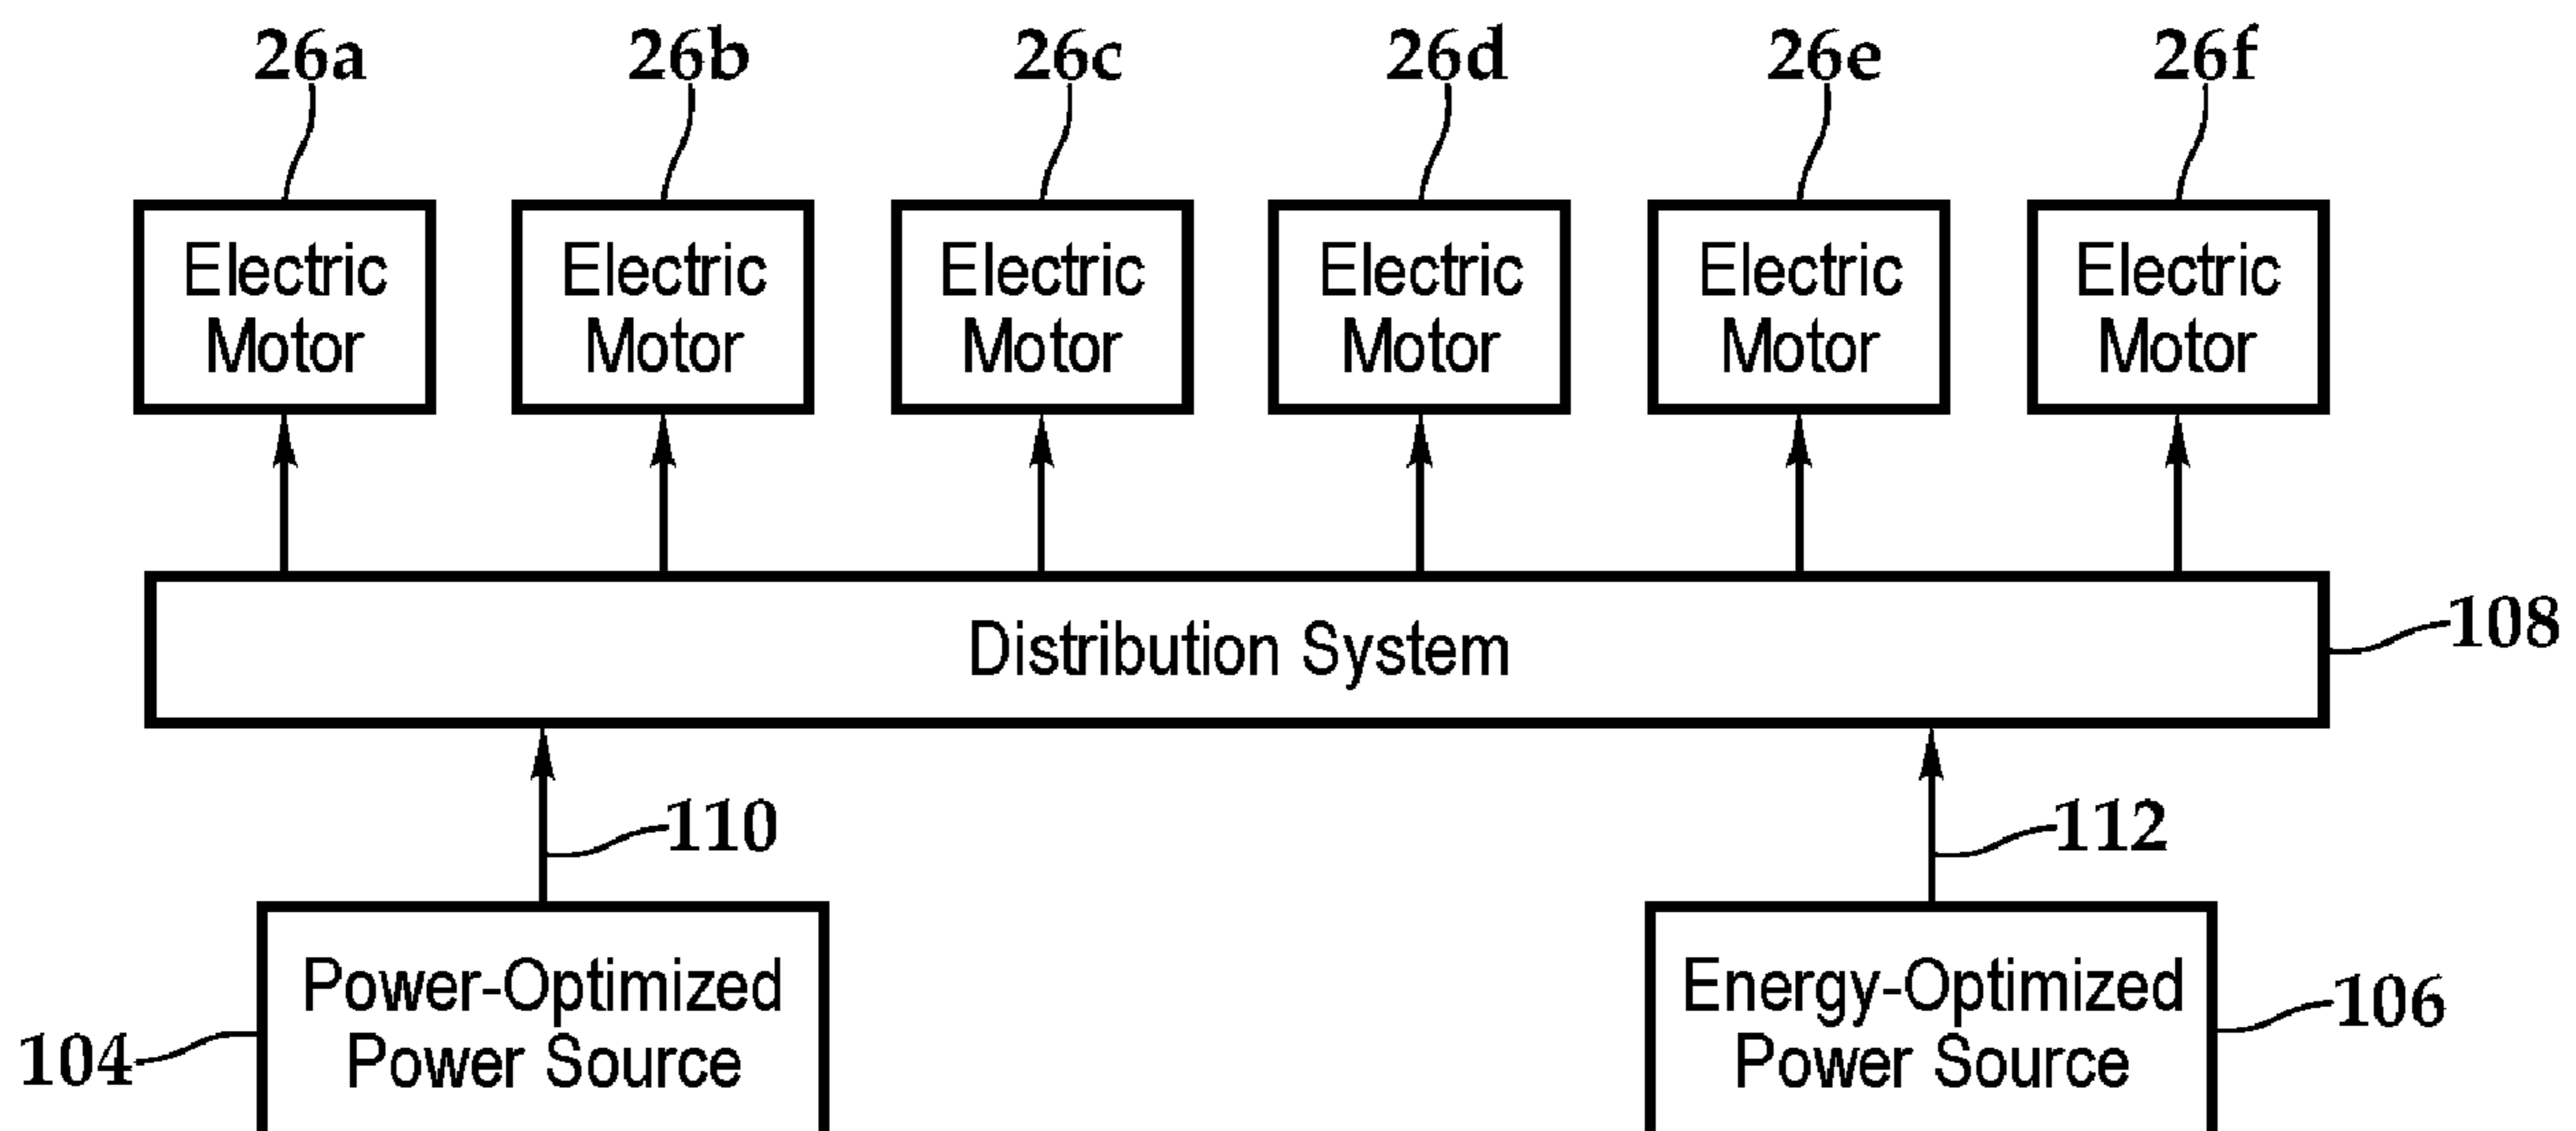 26a 26b 26c 26d 26e 26f
Electric Electric Electric Electric Electric Electric
Motor Motor Motor Motor Motor Motor
Distribution System
108
110
112
Power-Optimized
Power Source
104
Energy-Optimized
Power Source
106